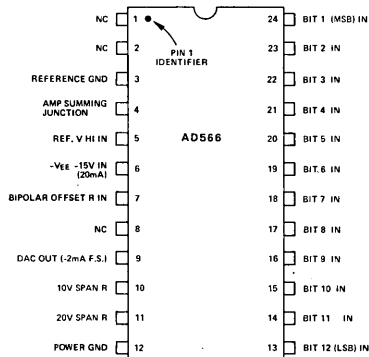 NC 1 24 BIT 1 (MSB) IN
PIN 1
IDENTIFIER
NC 2 23 BIT 2 IN
REFERENCE GND 3 22 BIT 3 IN
AMP SUMMING
JUNCTION 4 21 BIT 4 IN
AD566
REF. V HI IN 5 20 BIT 5 IN
-VEE -15V IN
(20mA) 6 19 BIT 6 IN
BIPOLAR OFFSET R IN 7 18 BIT 7 IN
NC 8 17 BIT 8 IN
DAC OUT (-2mA F.S.) 9 16 BIT 9 IN
10V SPAN R 10 15 BIT 10 IN
20V SPAN R 11 14 BIT 11 IN
POWER GND 12 13 BIT 12 (LSB) IN